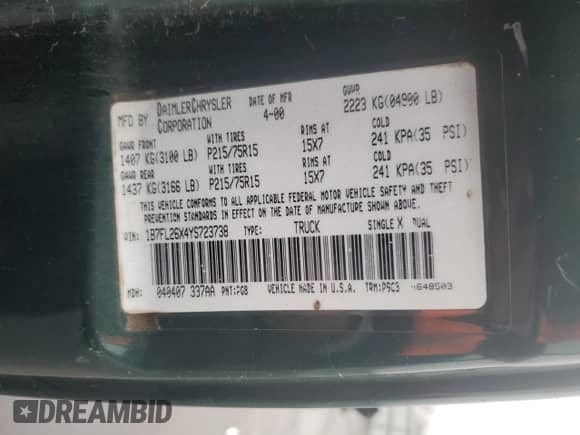 MFD BY DAIMLERCHRYSLER CORPORATION DATE OF MFR 4-00 GVWR 2223 KG(04990 LB)
GAWR FRONT WITH TIRES RIMS AT COLD
1407 KG(3100 LB) P215/75R15 15X7 241 KPA(35 PSI)
GAWR REAR WITH TIRES RIMS AT COLD
1437 KG(3166 LB) P215/75R15 15X7 241 KPA(35 PSI)
THIS VEHICLE CONFORMS TO ALL APPLICABLE FEDERAL MOTOR VEHICLE SAFETY AND THEFT
PREVENTION STANDARDS IN EFFECT ON THE DATE OF MANUFACTURE SHOWN ABOVE.
VIN: 1B7FL26X4YS723738 TYPE: TRUCK SINGLE X DUAL
MDH: 040407 337AA PNT:PGB VEHICLE MADE IN U.S.A. TRM:P5C3 4648503
DREAMBID